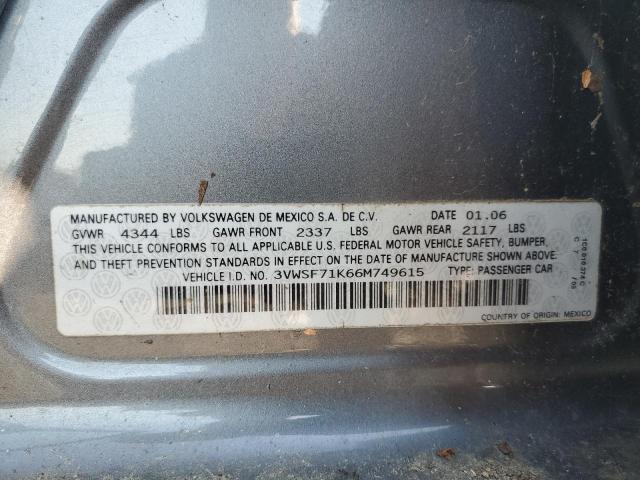 MANUFACTURED BY VOLKSWAGEN DE MEXICO S.A. DE C.V. DATE 01.06
GVWR 4344 LBS GAWR FRONT 2337 LBS GAWR REAR 2117 LBS
THIS VEHICLE CONFORMS TO ALL APPLICABLE U.S. FEDERAL MOTOR VEHICLE SAFETY, BUMPER,
AND THEFT PREVENTION STANDARDS IN EFFECT ON THE DATE OF MANUFACTURE SHOWN ABOVE.
VEHICLE I.D. NO. 3VWSF71K66M749615 TYPE: PASSENGER CAR
COUNTRY OF ORIGIN: MEXICO